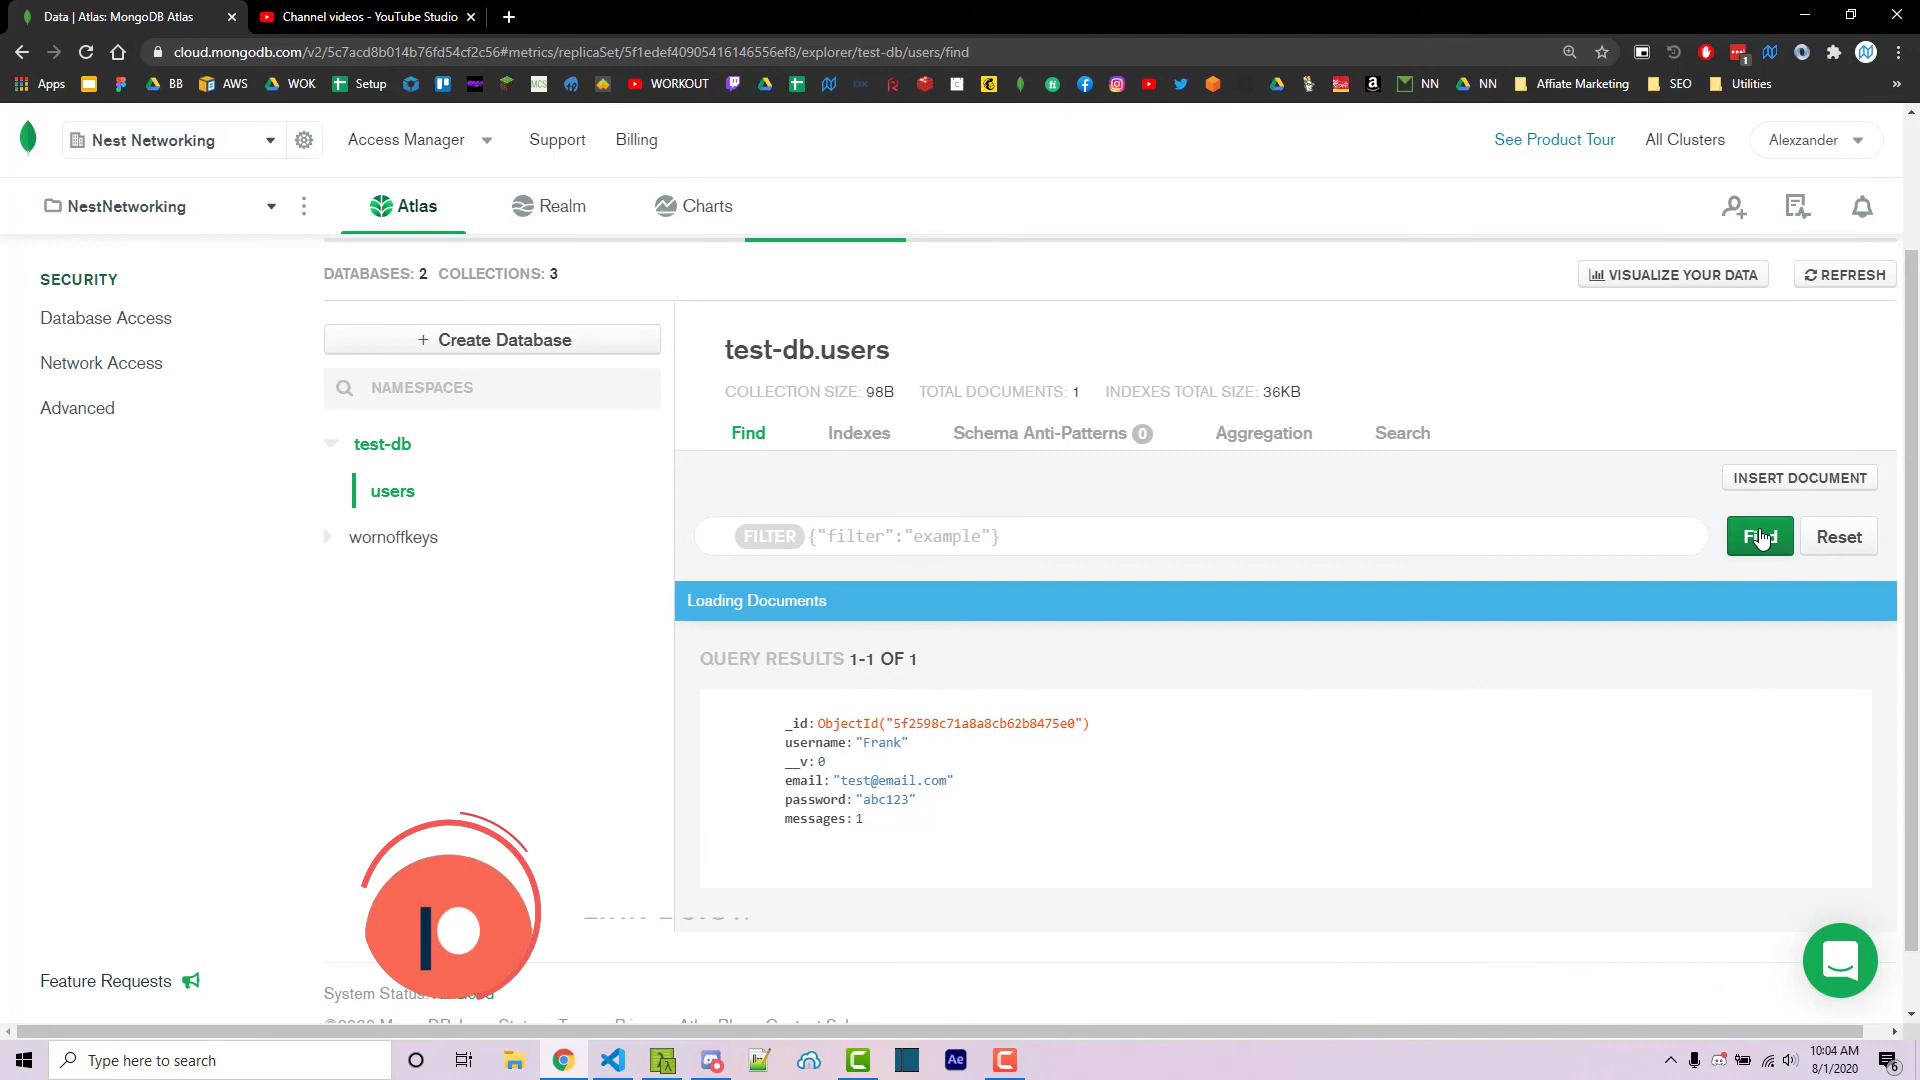 Data | Atlas: MongoDB Atlas
Channel videos - YouTube Studio
cloud.mongodb.com/v2/5c7acd8b014b76fd54cf2c56#metrics/replicaSet/5f1edef40905416146556ef8/explorer/test-db/users/find
Apps
BB
AWS
WOK
Setup
MCS
WORKOUT
NN
NN
Affiate Marketing
SEO
Utilities
Nest Networking
Access Manager
Support
Billing
See Product Tour
All Clusters
Alexzander
NestNetworking
Atlas
Realm
Charts
SECURITY
Database Access
Network Access
Advanced
Feature Requests
DATABASES: 2 COLLECTIONS: 3
VISUALIZE YOUR DATA
REFRESH
+ Create Database
NAMESPACES
test-db
users
wornoffkeys
test-db.users
COLLECTION SIZE: 98B TOTAL DOCUMENTS: 1 INDEXES TOTAL SIZE: 36KB
Find
Indexes
Schema Anti-Patterns 0
Aggregation
Search
INSERT DOCUMENT
FILTER {"filter":"example"}
Find
Reset
Loading Documents
QUERY RESULTS 1-1 OF 1
_id: ObjectId("5f2598c71a8a8cb62b8475e0")
username: "Frank"
__v: 0
email: "test@email.com"
password: "abc123"
messages: 1
System Status:
Type here to search
Ae
10:04 AM
8/1/2020
6